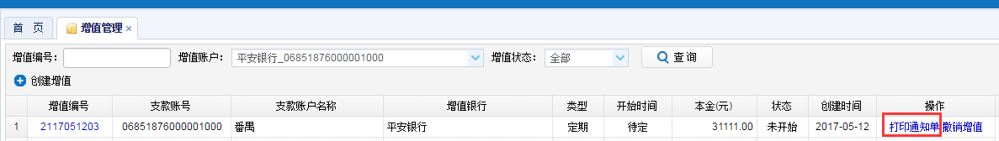 首 页 增值管理 ×
增值编号： 增值账户： 平安银行_06851876000001000 增值状态： 全部 查 询
创建增值
增值编号 支款账号 支款账户名称 增值银行 类型 开始时间 本金(元) 状态 创建时间 操作
1 2117051203 06851876000001000 番禺 平安银行 定期 待定 31111.00 未开始 2017-05-12 打印通知单 撤销增值